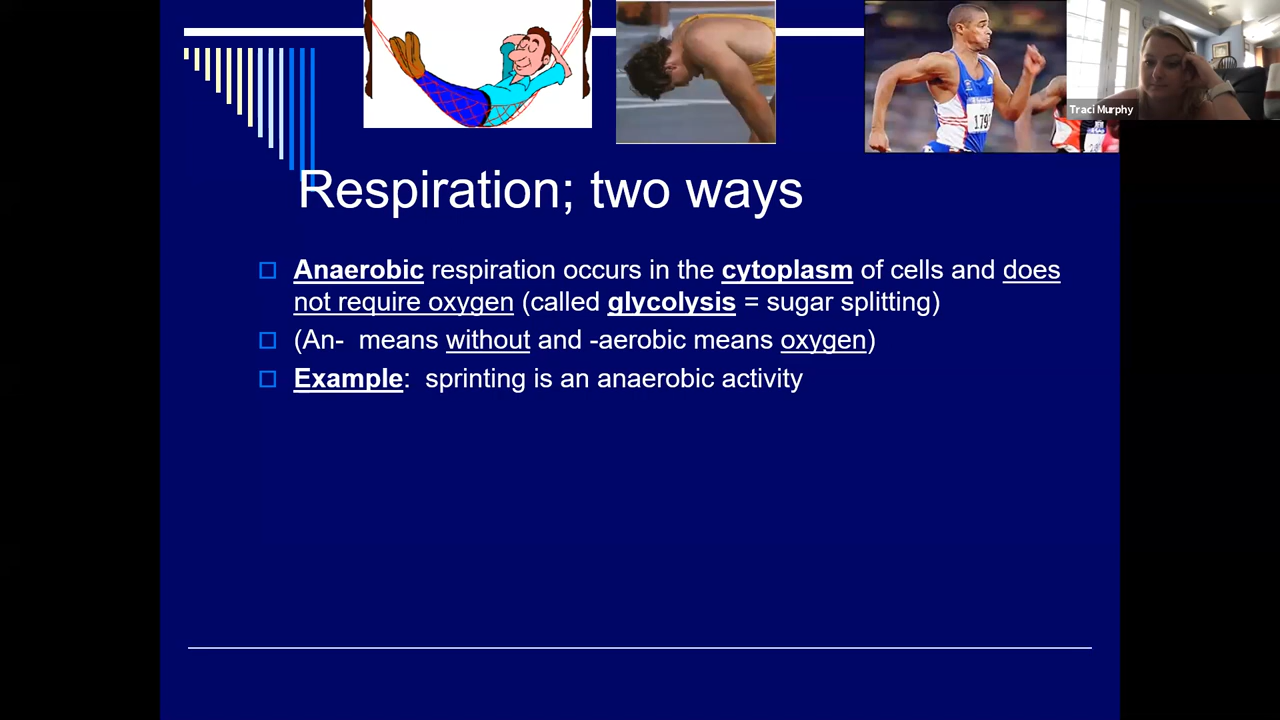 1790
Traci Murphy
Respiration; two ways
Anaerobic respiration occurs in the cytoplasm of cells and does
not require oxygen (called glycolysis = sugar splitting)
(An-  means without and -aerobic means oxygen)
Example:  sprinting is an anaerobic activity